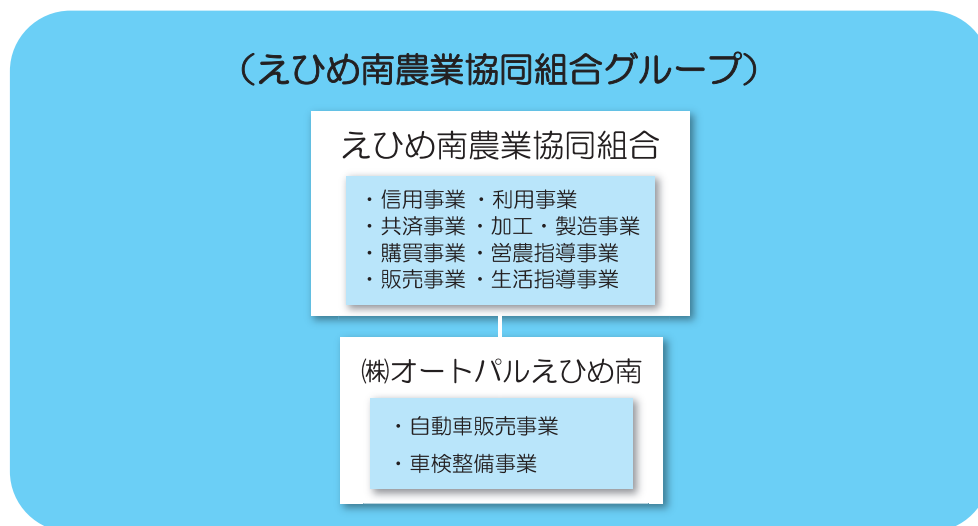 （えひめ南農業協同組合グループ）
えひめ南農業協同組合
・信用事業 ・利用事業
・共済事業 ・加工・製造事業
・購買事業 ・営農指導事業
・販売事業 ・生活指導事業
㈱オートパルえひめ南
・自動車販売事業
・車検整備事業